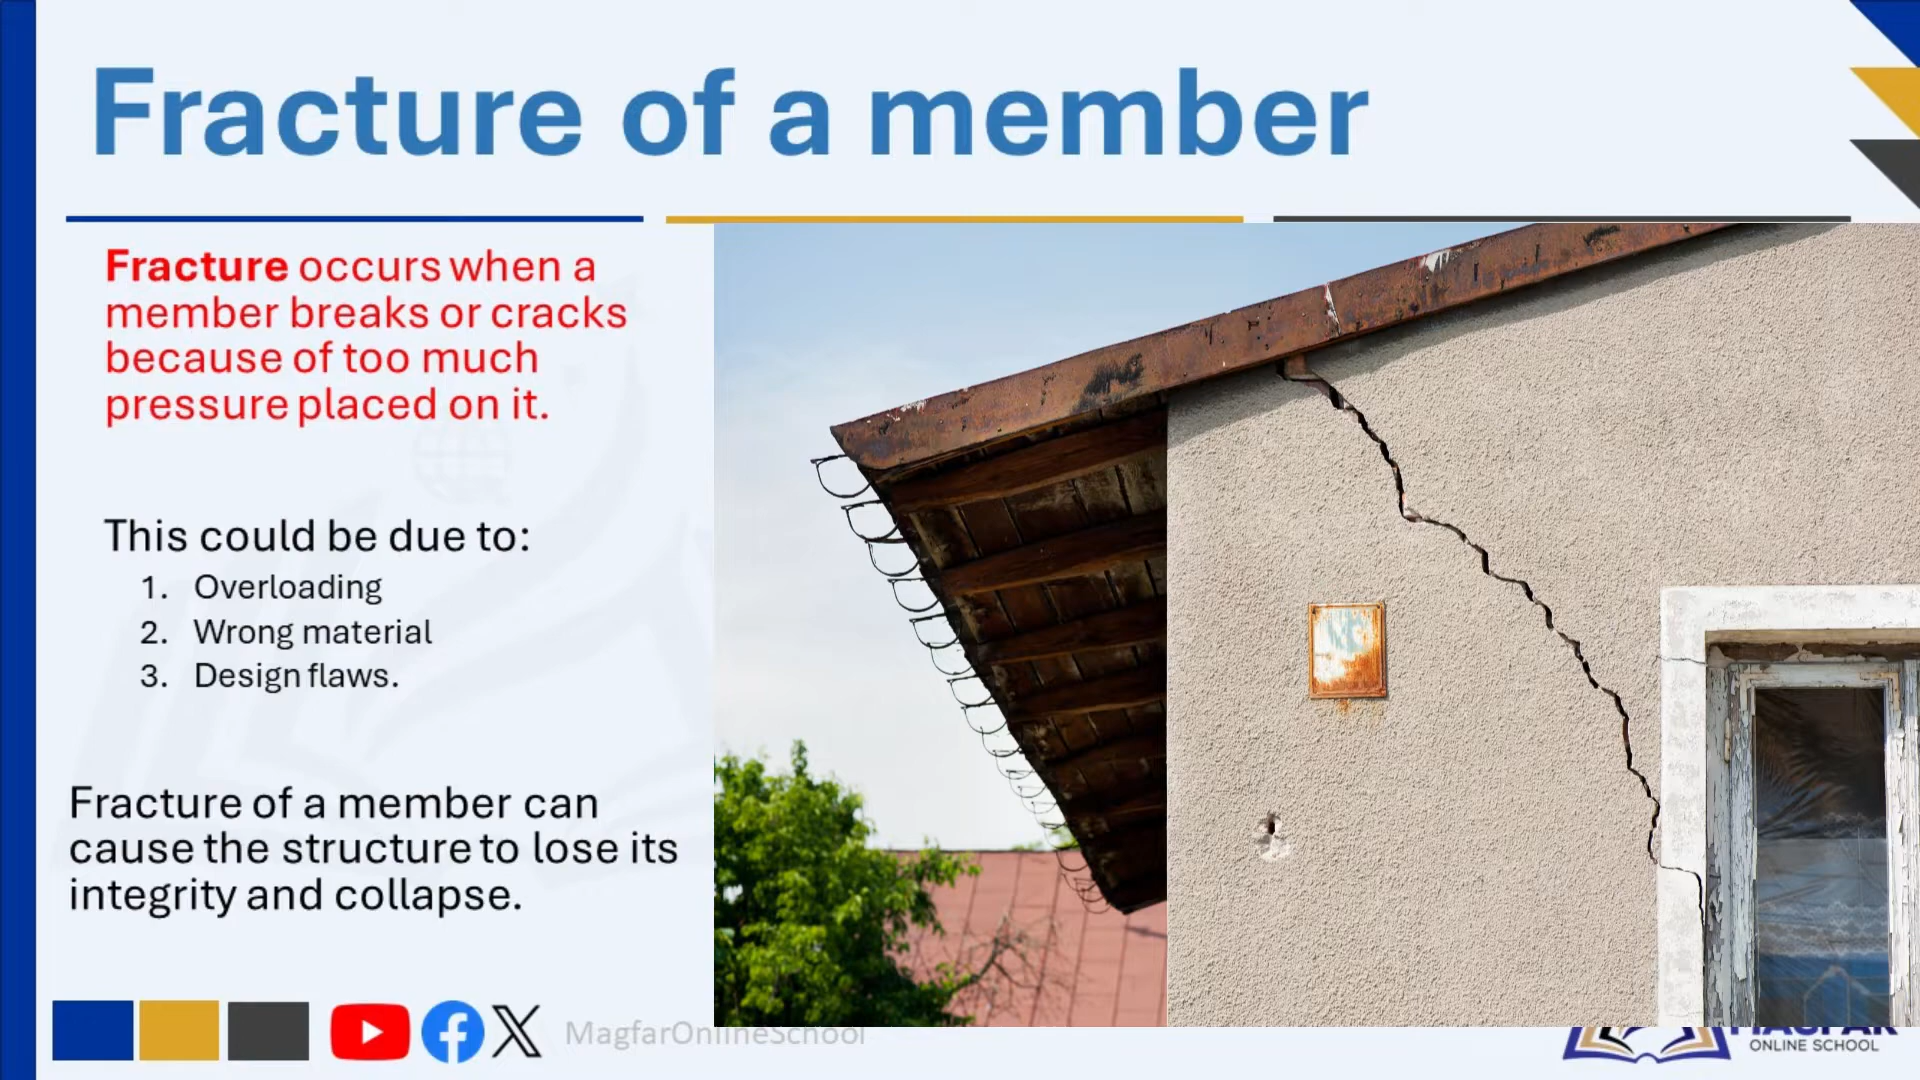 Fracture of a member
Fracture occurs when a
member breaks or cracks
because of too much
pressure placed on it.
This could be due to:
1. Overloading
2. Wrong material
3. Design flaws.
Fracture of a member can
cause the structure to lose its
integrity and collapse.
MagfarOnlineSchool
ONLINE SCHOOL